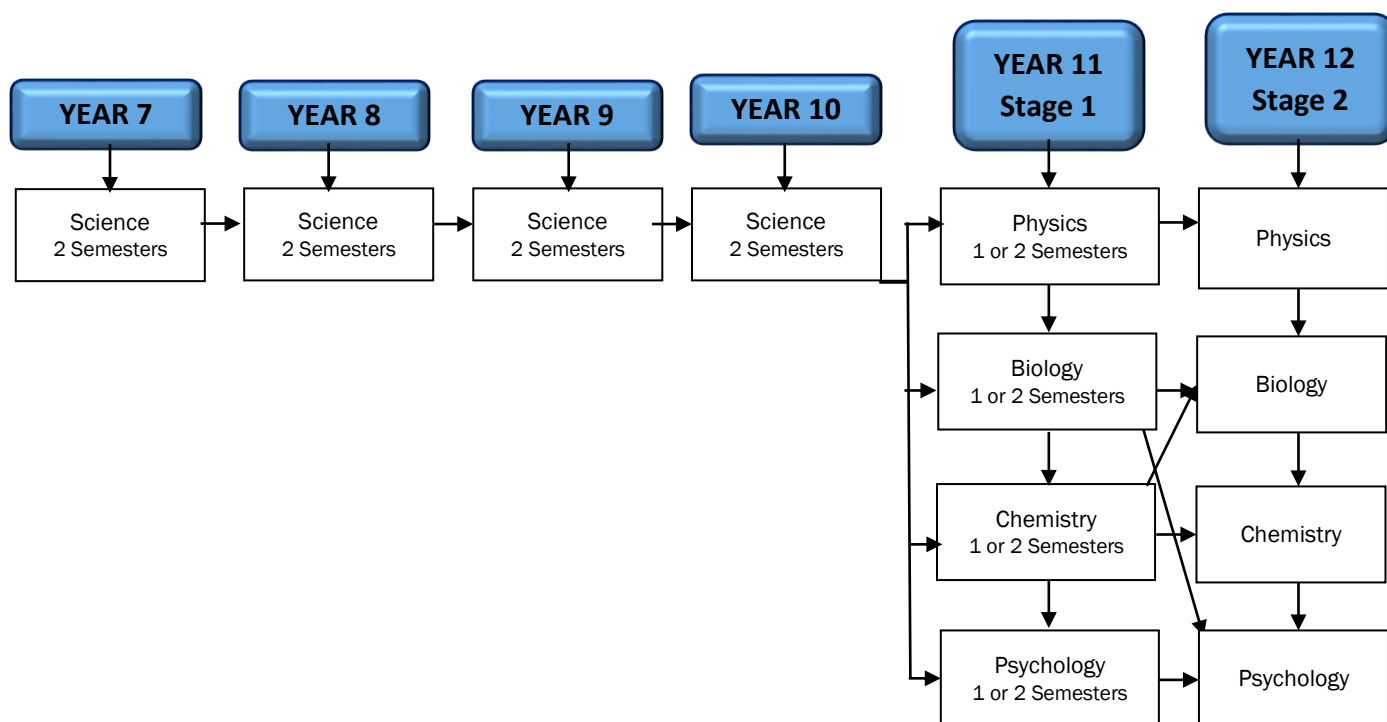 YEAR 7
YEAR 8
YEAR 9
YEAR 10
YEAR 11
Stage 1
YEAR 12
Stage 2
Science
2 Semesters
Science
2 Semesters
Science
2 Semesters
Science
2 Semesters
Physics
1 or 2 Semesters
Physics
Biology
1 or 2 Semesters
Biology
Chemistry
1 or 2 Semesters
Chemistry
Psychology
1 or 2 Semesters
Psychology